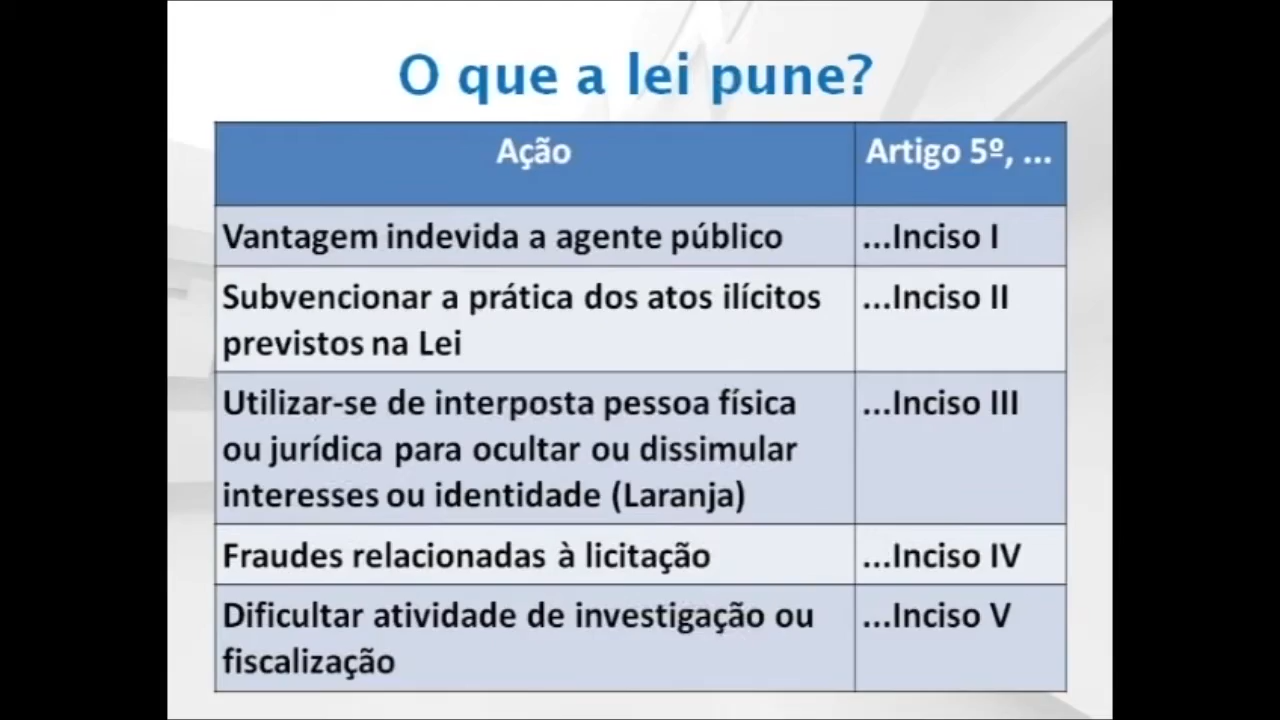 O que a lei pune?
Ação
Artigo 5º, ...
Vantagem indevida a agente público
...Inciso I
Subvencionar a prática dos atos ilícitos
previstos na Lei
...Inciso II
Utilizar-se de interposta pessoa física
ou jurídica para ocultar ou dissimular
interesses ou identidade (Laranja)
...Inciso III
Fraudes relacionadas à licitação
...Inciso IV
Dificultar atividade de investigação ou
fiscalização
...Inciso V